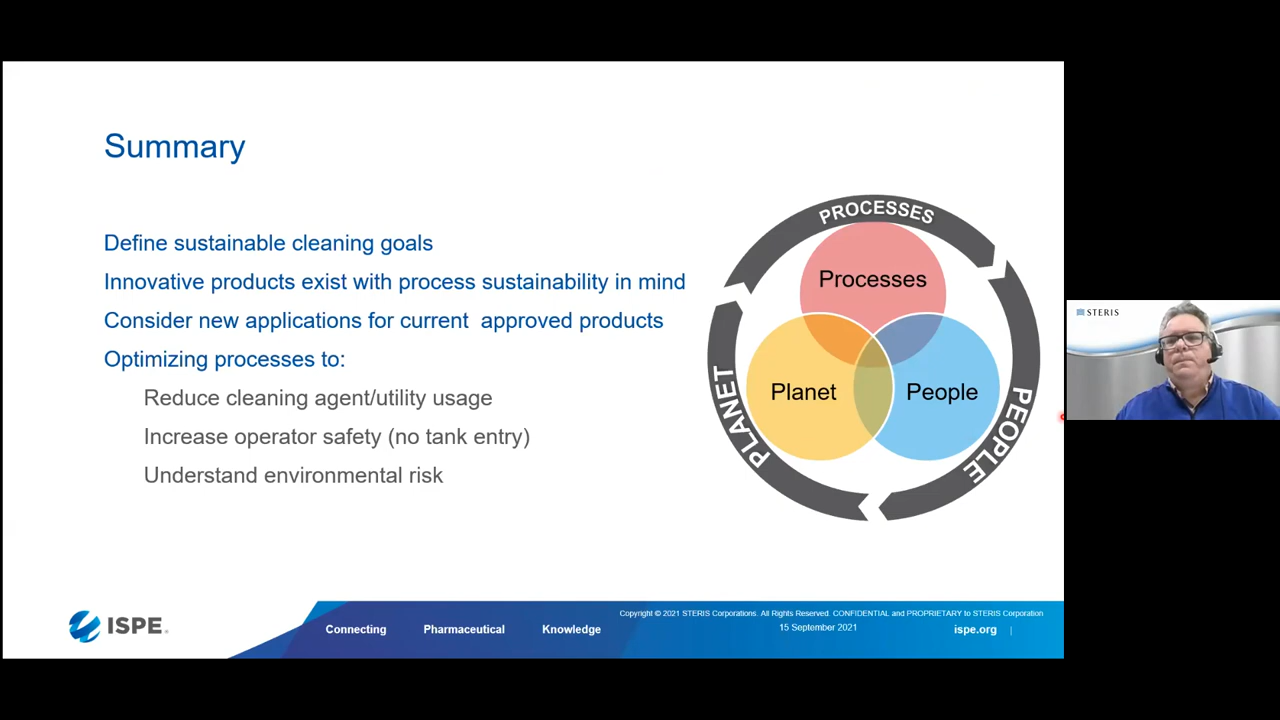 Summary
Define sustainable cleaning goals
Innovative products exist with process sustainability in mind
Consider new applications for current  approved products
Optimizing processes to:
Reduce cleaning agent/utility usage
Increase operator safety (no tank entry)
Understand environmental risk
PROCESSES
Processes
Planet
People
PLANET
PEOPLE
STERIS
ISPE
Connecting Pharmaceutical Knowledge
Copyright © 2021 STERIS Corporations. All Rights Reserved. CONFIDENTIAL and PROPRIETARY to STERIS Corporation
15 September 2021
ispe.org |